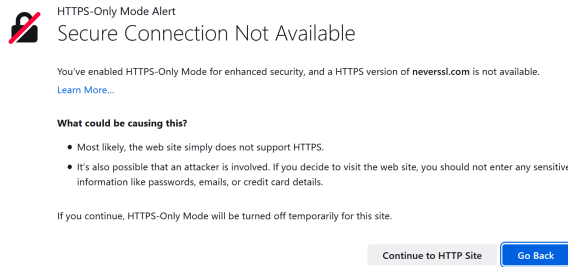 HTTPS-Only Mode Alert
Secure Connection Not Available
You've enabled HTTPS-Only Mode for enhanced security, and a HTTPS version of neverssl.com is not available.
Learn More...
What could be causing this?
• Most likely, the web site simply does not support HTTPS.
• It's also possible that an attacker is involved. If you decide to visit the web site, you should not enter any sensitive
information like passwords, emails, or credit card details.
If you continue, HTTPS-Only Mode will be turned off temporarily for this site.
Continue to HTTP Site Go Back